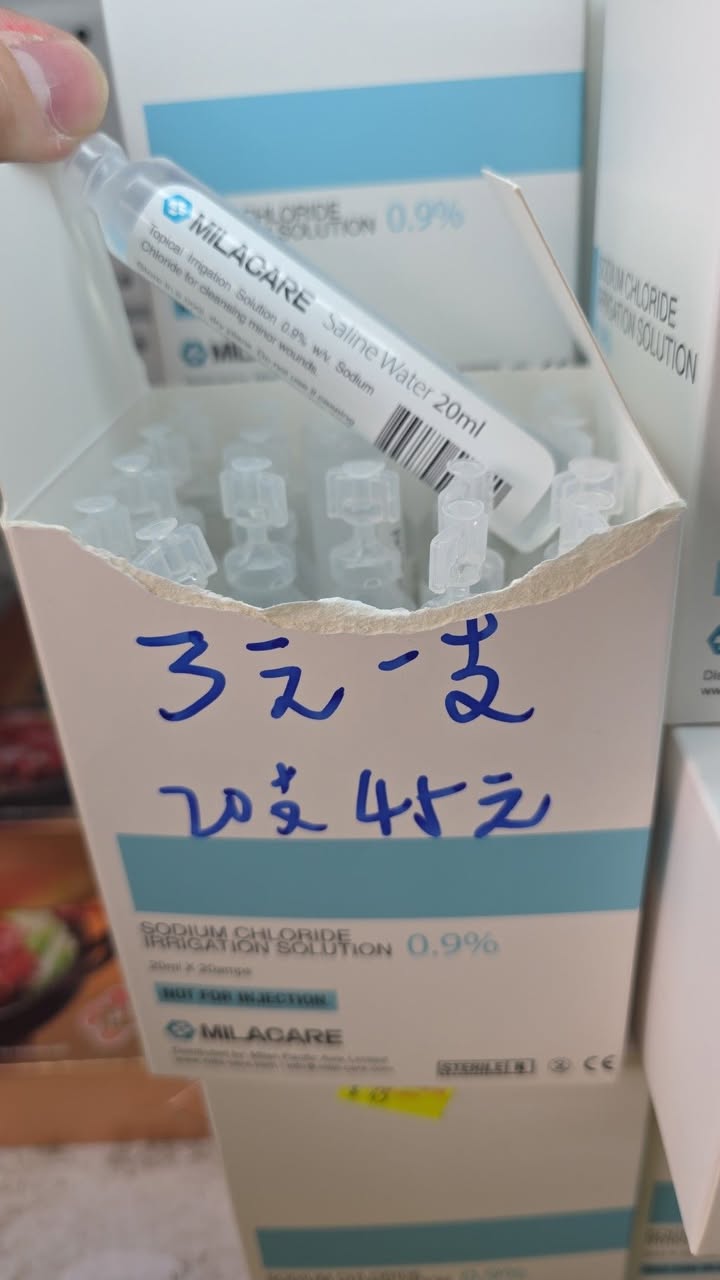 CHLORIDE
SOLUTION 0.9%
MILACARE Saline Water 20ml
Topical Irrigation Solution 0.9% w/v Sodium
Chloride for cleansing minor wounds.
SODIUM CHLORIDE
IRRIGATION SOLUTION
3元一支
20支45元
SODIUM CHLORIDE
IRRIGATION SOLUTION 0.9%
20ml X 20amps
NOT FOR INJECTION
MILACARE
STERILE R
CE